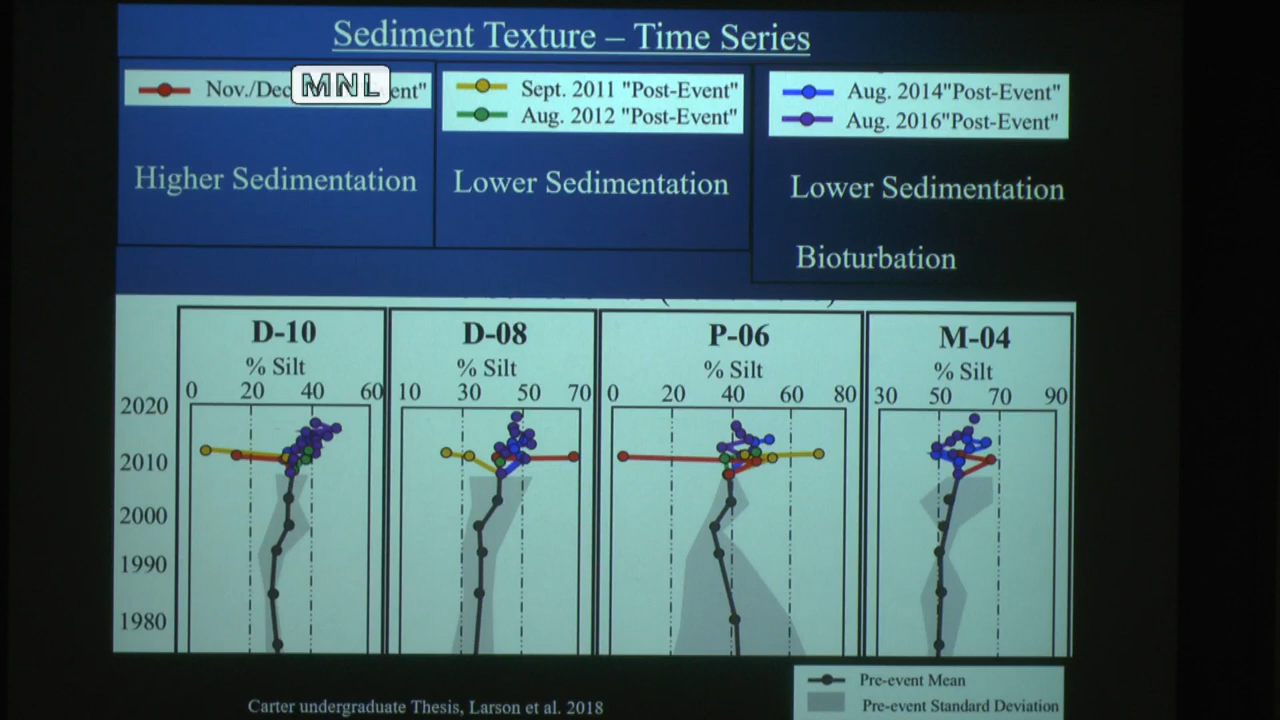 Sediment Texture – Time Series
Nov./Dec
MNL
ent"
Sept. 2011 "Post-Event"
Aug. 2012 "Post-Event"
Aug. 2014"Post-Event"
Aug. 2016"Post-Event"
Higher Sedimentation
Lower Sedimentation
Lower Sedimentation
Bioturbation
D-10
D-08
P-06
M-04
% Silt
% Silt
% Silt
% Silt
0 20 40 60
10 30 50 70
0 20 40 60 80
30 50 70 90
2020
2010
2000
1990
1980
Pre-event Mean
Pre-event Standard Deviation
Carter undergraduate Thesis, Larson et al. 2018